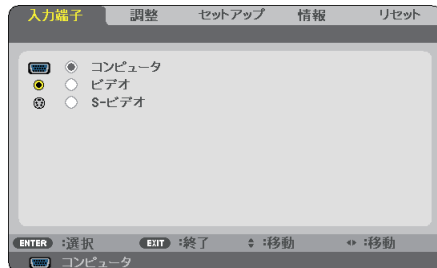 入力端子 調整 セットアップ 情報 リセット
コンピュータ
ビデオ
S-ビデオ
ENTER :選択 EXIT :終了 :移動 :移動
コンピュータ